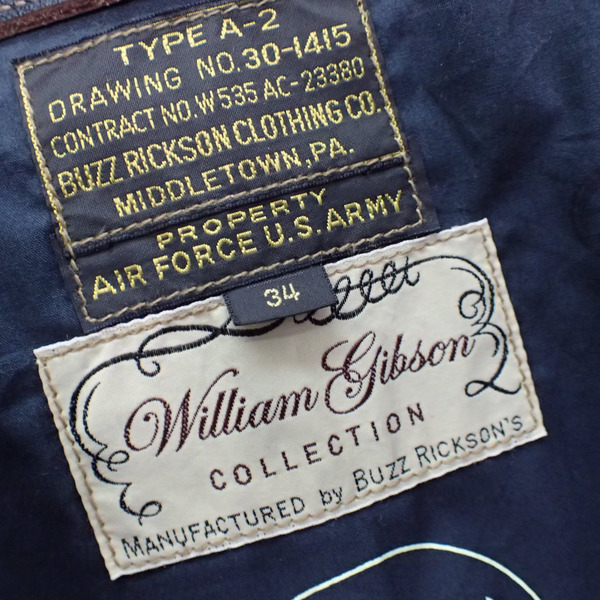 TYPE A-2
DRAWING NO.30-1415
CONTRACT NO.W535 AC-23380
BUZZ RICKSON CLOTHING CO.
MIDDLETOWN, PA.
PROPERTY
AIR FORCE U.S. ARMY
34
William Gibson
COLLECTION
MANUFACTURED by BUZZ RICKSON'S